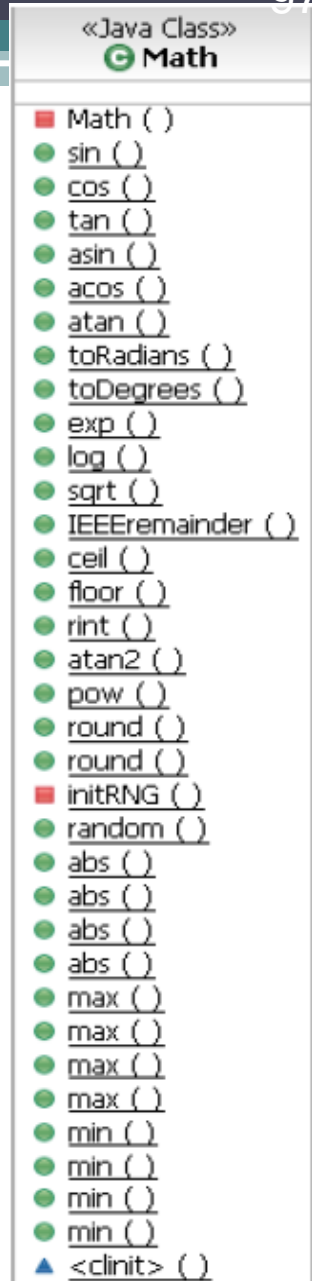 «Java Class»
C Math
Math ( )
sin ( )
cos ( )
tan ( )
asin ( )
acos ( )
atan ( )
toRadians ( )
toDegrees ( )
exp ( )
log ( )
sqrt ( )
IEEEremainder ( )
ceil ( )
floor ( )
rint ( )
atan2 ( )
pow ( )
round ( )
round ( )
initRNG ( )
random ( )
abs ( )
abs ( )
abs ( )
abs ( )
max ( )
max ( )
max ( )
max ( )
min ( )
min ( )
min ( )
min ( )
<clinit> ( )